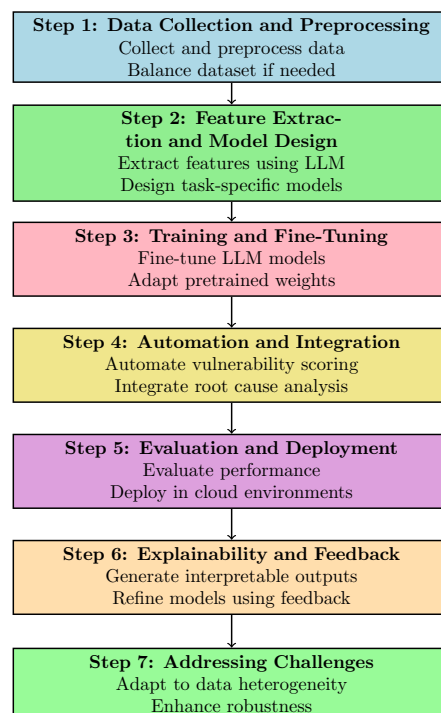 Step 1: Data Collection and Preprocessing
Collect and preprocess data
Balance dataset if needed
Step 2: Feature Extrac-
tion and Model Design
Extract features using LLM
Design task-specific models
Step 3: Training and Fine-Tuning
Fine-tune LLM models
Adapt pretrained weights
Step 4: Automation and Integration
Automate vulnerability scoring
Integrate root cause analysis
Step 5: Evaluation and Deployment
Evaluate performance
Deploy in cloud environments
Step 6: Explainability and Feedback
Generate interpretable outputs
Refine models using feedback
Step 7: Addressing Challenges
Adapt to data heterogeneity
Enhance robustness